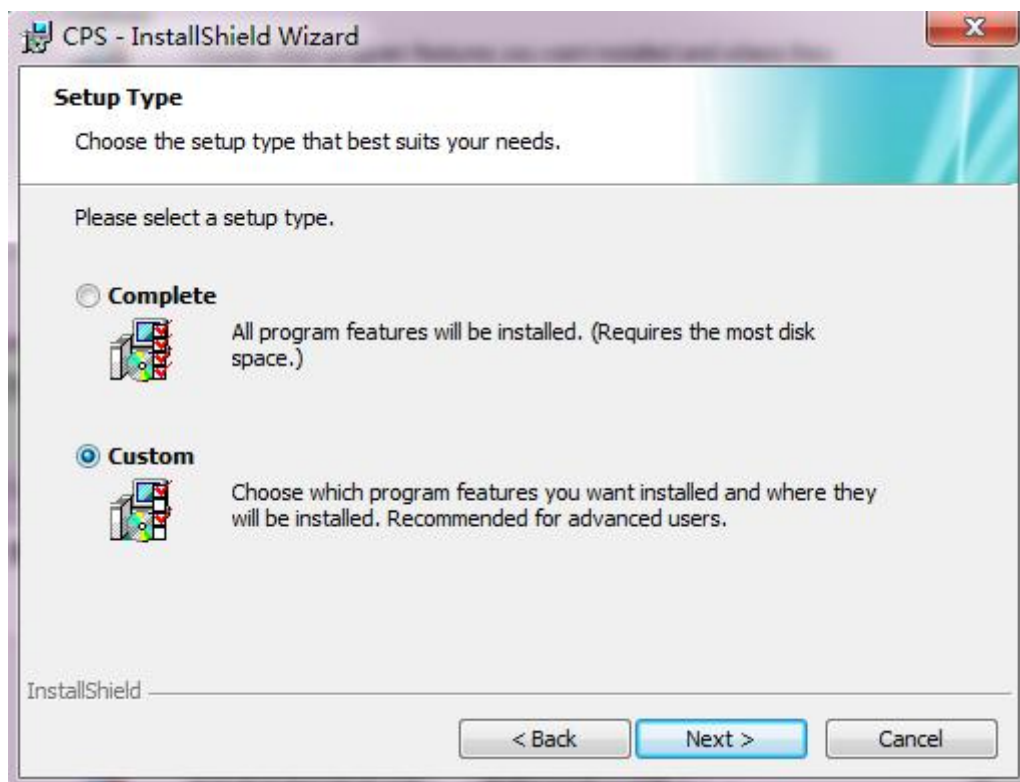 CPS - InstallShield Wizard
Setup Type
Choose the setup type that best suits your needs.
Please select a setup type.
Complete
All program features will be installed. (Requires the most disk
space.)
Custom
Choose which program features you want installed and where they
will be installed. Recommended for advanced users.
InstallShield
< Back
Next >
Cancel